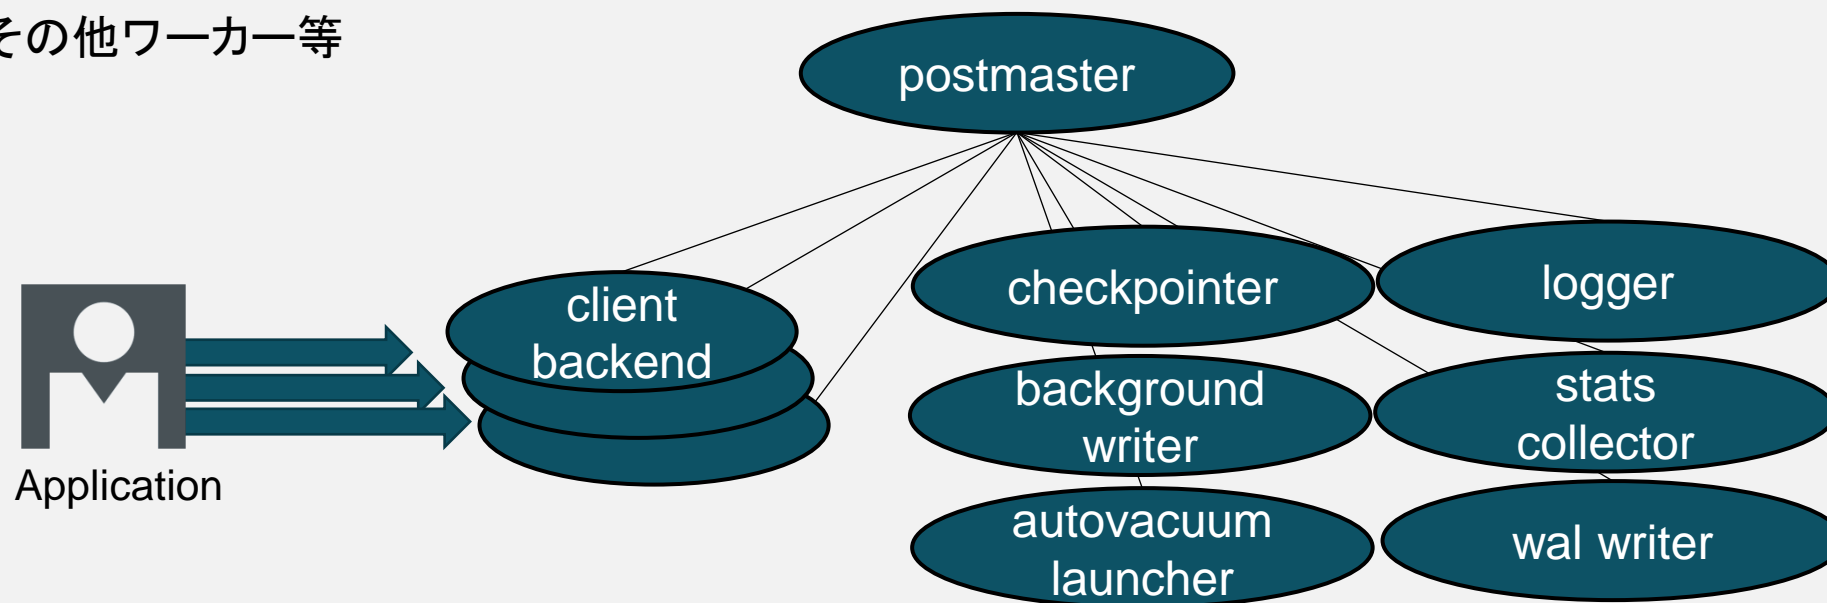 その他ワーカー等
postmaster
client
backend
checkpointer
logger
background
writer
stats
collector
autovacuum
launcher
wal writer
Application